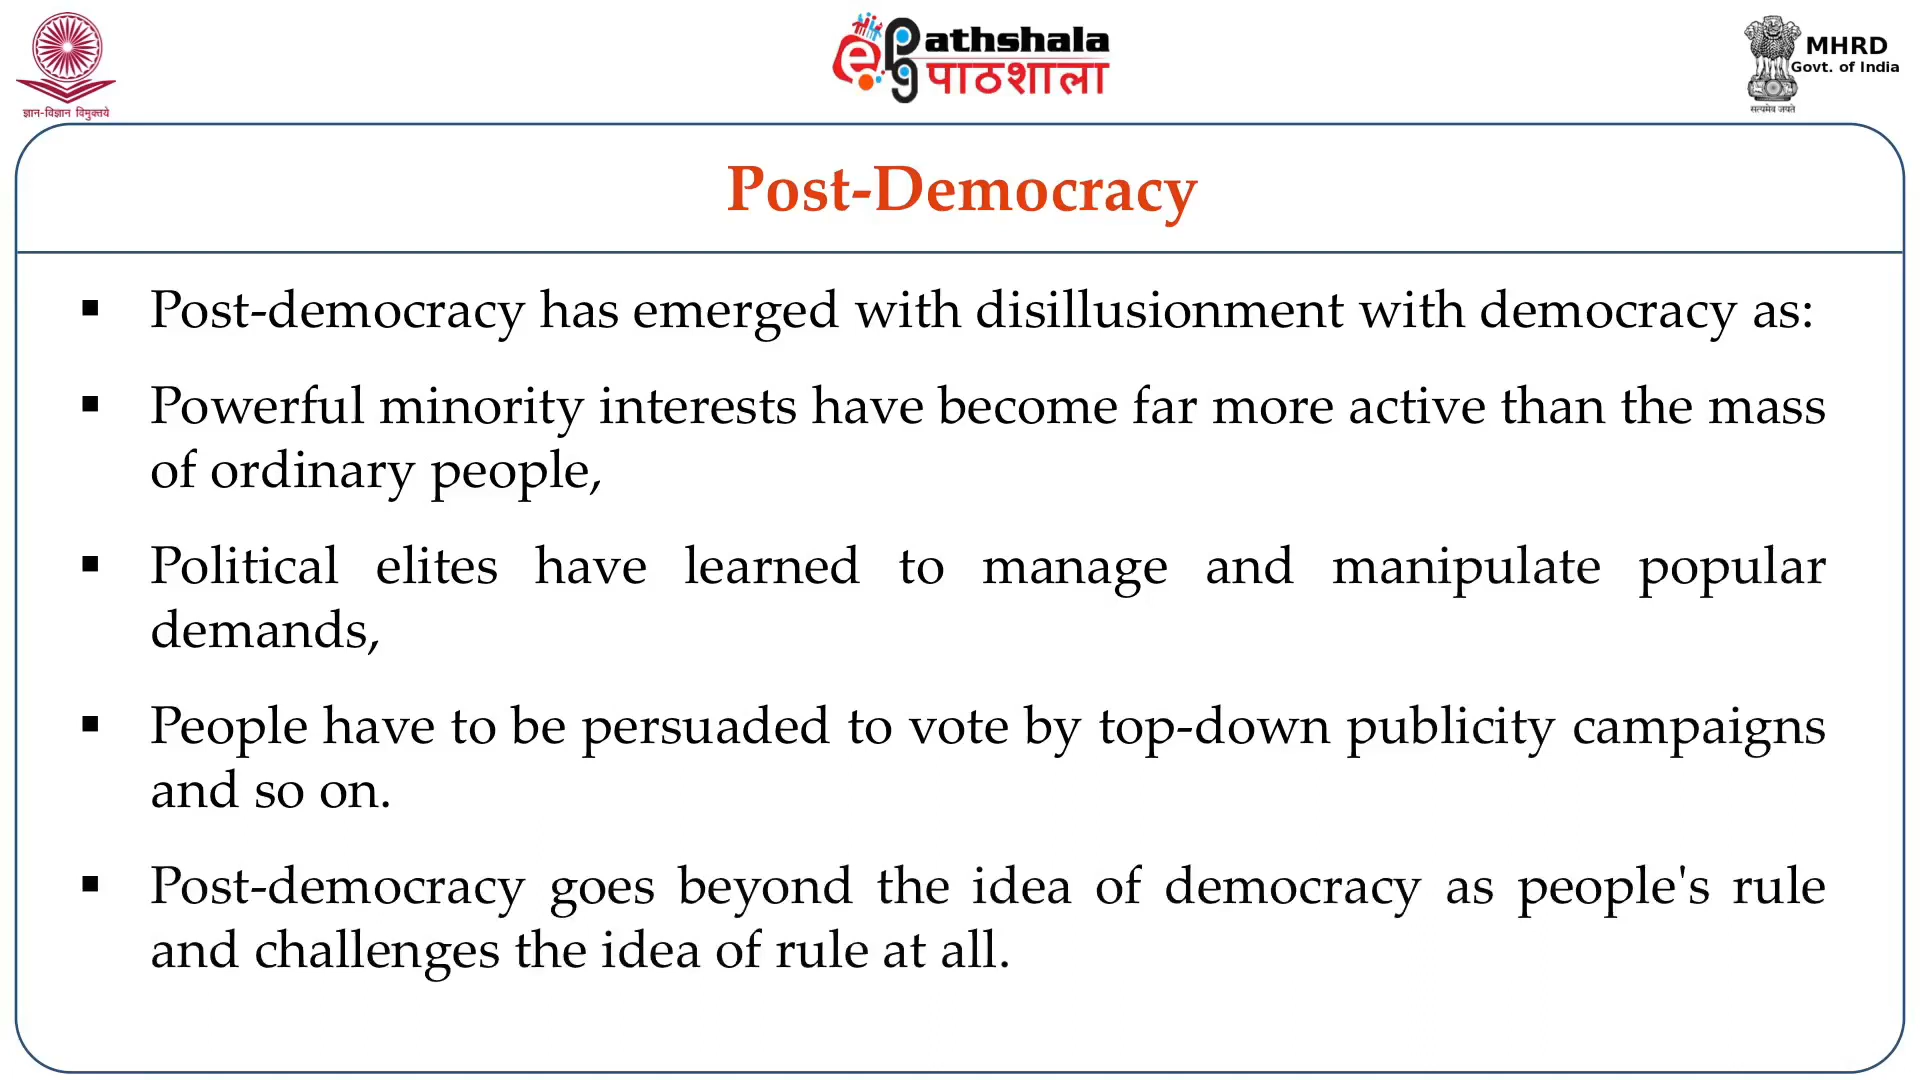 ज्ञान-विज्ञान विमुक्तये
ePG Pathshala
पाठशाला
MHRD
Govt. of India
सत्यमेव जयते
Post-Democracy
▪ Post-democracy has emerged with disillusionment with democracy as:
▪ Powerful minority interests have become far more active than the mass
of ordinary people,
▪ Political elites have learned to manage and manipulate popular
demands,
▪ People have to be persuaded to vote by top-down publicity campaigns
and so on.
▪ Post-democracy goes beyond the idea of democracy as people's rule
and challenges the idea of rule at all.